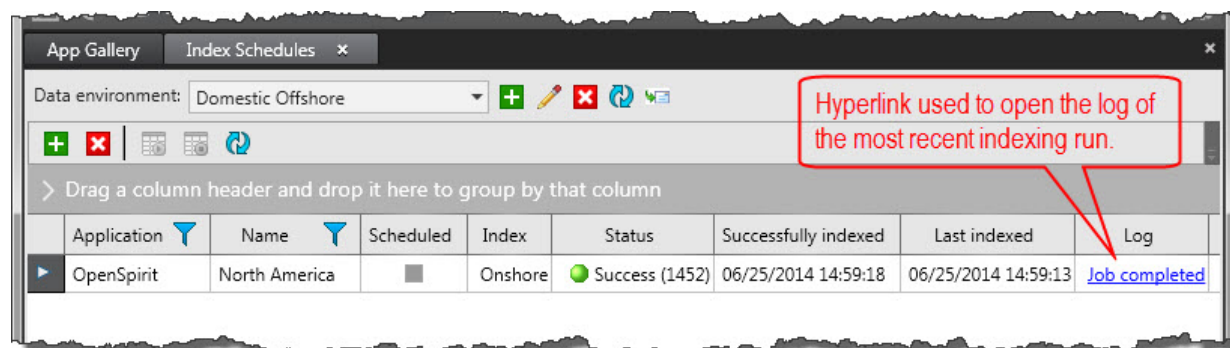 App Gallery Index Schedules ×
Data environment: Domestic Offshore
Hyperlink used to open the log of
the most recent indexing run.
Drag a column header and drop it here to group by that column
Application Name Scheduled Index Status Successfully indexed Last indexed Log
OpenSpirit North America Onshore Success (1452) 06/25/2014 14:59:18 06/25/2014 14:59:13 Job completed